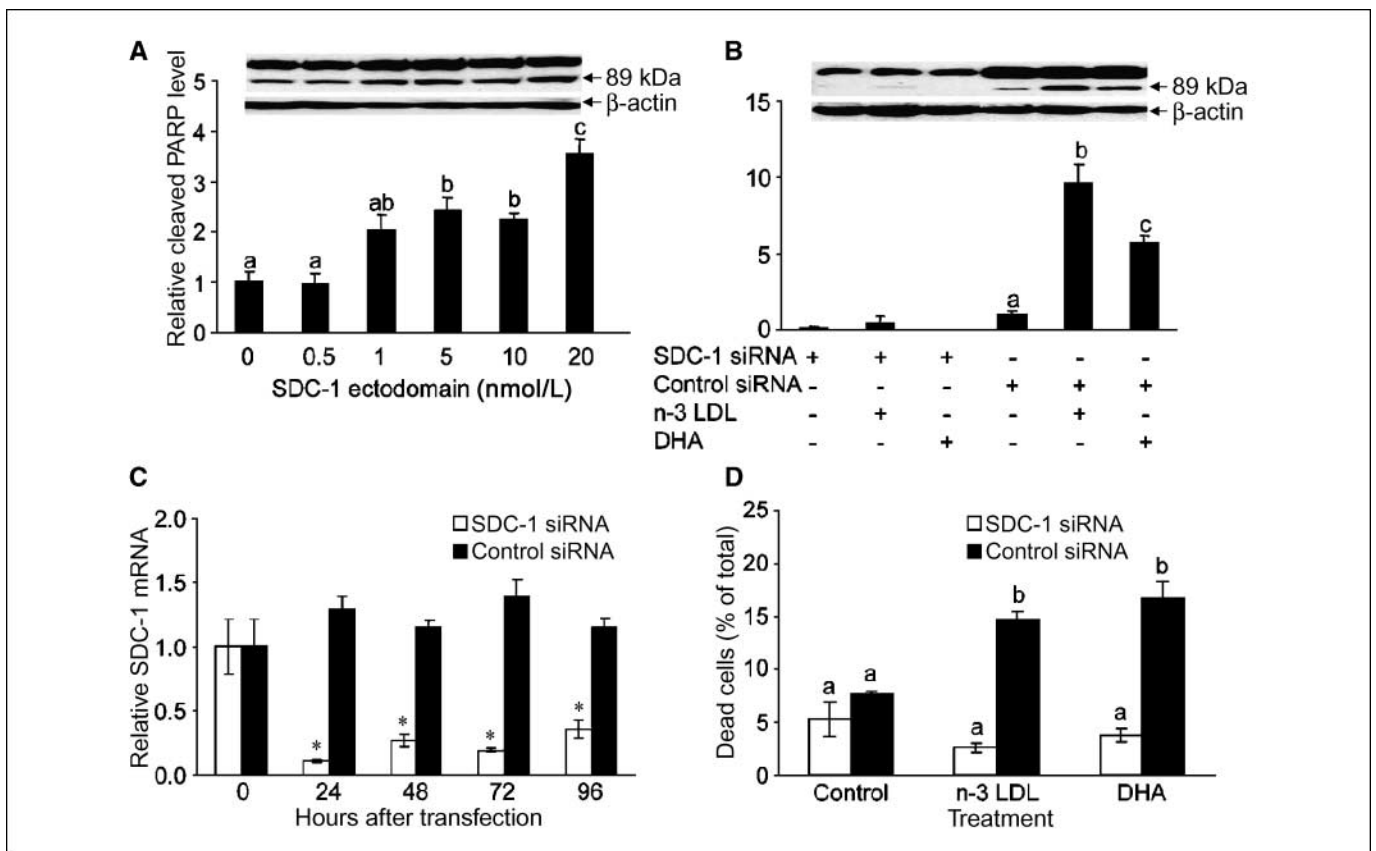 A
Relative cleaved PARP level
5
4
3
2
1
0
89 kDa
β-actin
a
a
ab
b
b
c
0 0.5 1 5 10 20
SDC-1 ectodomain (nmol/L)
B
15
10
5
0
89 kDa
β-actin
a
b
c
SDC-1 siRNA + + + - - -
Control siRNA - - - + + +
n-3 LDL - + - - + -
DHA - - + - - +
C
Relative SDC-1 mRNA
2.0
1.5
1.0
0.5
0.0
SDC-1 siRNA
Control siRNA
* * * *
0 24 48 72 96
Hours after transfection
D
Dead cells (% of total)
25
20
15
10
5
0
SDC-1 siRNA
Control siRNA
a a
a b
a b
Control n-3 LDL DHA
Treatment